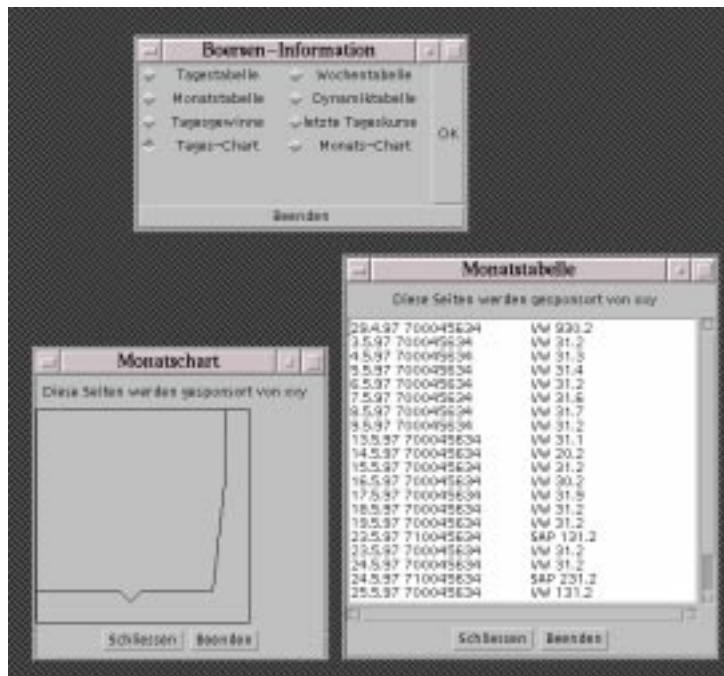 Boersen-Information
Tagestabelle Wochentabelle
Monatstabelle Dynamiktabelle
Tagesgewinne letzte Tageskurse
Tages-Chart Monats-Chart
OK
Beenden
Monatstabelle
Diese Seiten werden gesponsort von xxy
29.4.97 700045634 VW 930.2
3.5.97 700045634 VW 31.2
4.5.97 700045634 VW 31.3
5.5.97 700045634 VW 31.4
6.5.97 700045634 VW 31.2
7.5.97 700045634 VW 31.6
8.5.97 700045634 VW 31.7
9.5.97 700045634 VW 31.2
13.5.97 700045634 VW 31.1
14.5.97 700045634 VW 20.2
15.5.97 700045634 VW 31.2
16.5.97 700045634 VW 30.2
17.5.97 700045634 VW 31.9
18.5.97 700045634 VW 31.2
19.5.97 700045634 VW 31.2
23.5.97 710045634 SAP 131.2
23.5.97 700045634 VW 31.2
24.5.97 700045634 VW 31.2
24.5.97 710045634 SAP 231.2
25.5.97 700045634 VW 131.2
Schliessen Beenden
Monatschart
Diese Seiten werden gesponsort von xxy
Schliessen Beenden